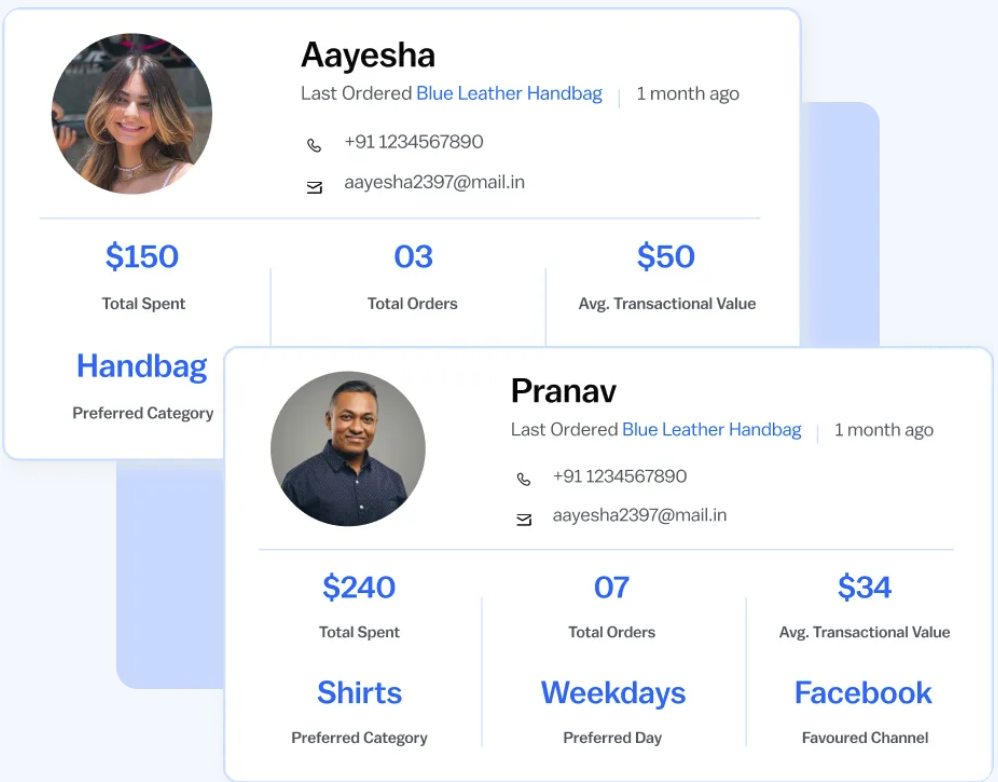 Aayesha
Last Ordered Blue Leather Handbag | 1 month ago
+91 1234567890
aayesha2397@mail.in
$150 03 $50
Total Spent Total Orders Avg. Transactional Value
Handbag
Preferred Category
Pranav
Last Ordered Blue Leather Handbag | 1 month ago
+91 1234567890
aayesha2397@mail.in
$240 07 $34
Total Spent Total Orders Avg. Transactional Value
Shirts Weekdays Facebook
Preferred Category Preferred Day Favoured Channel